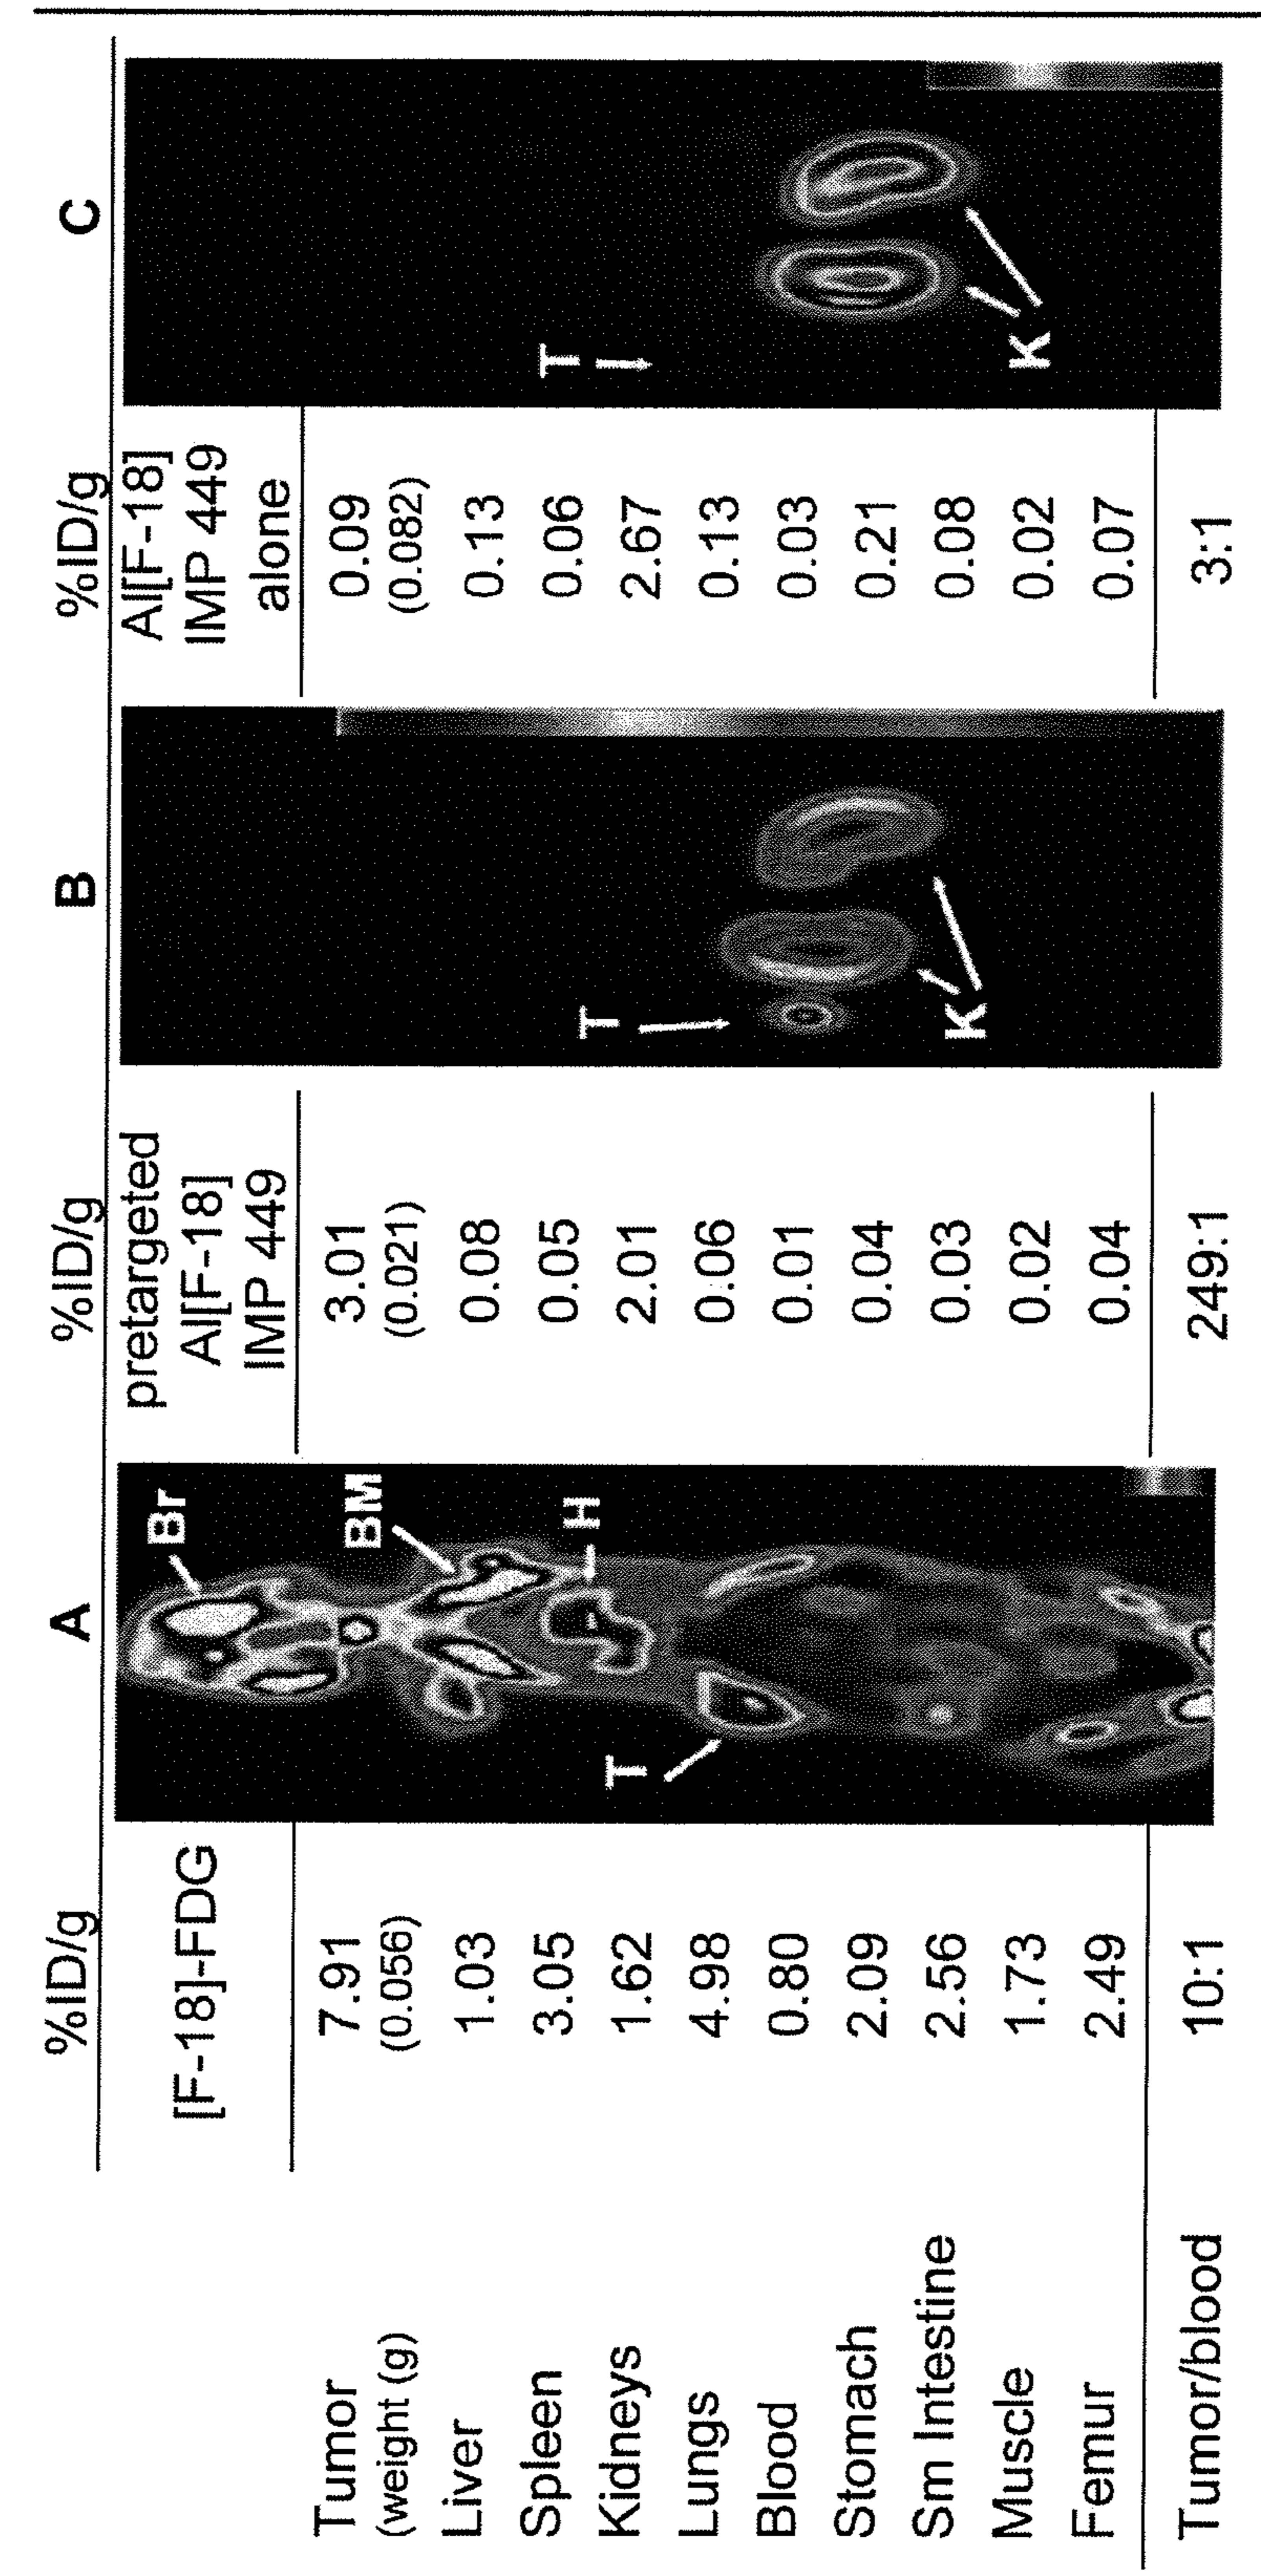 A B C
%ID/g %ID/g %ID/g
[F-18]-FDG pretargeted Al[F-18] IMP 449 Al[F-18] IMP 449 alone
Tumor 7.91 3.01 0.09
(weight (g) (0.056) (0.021) (0.082)
Liver 1.03 0.08 0.13
Spleen 3.05 0.05 0.06
Kidneys 1.62 2.01 2.67
Lungs 4.98 0.06 0.13
Blood 0.80 0.01 0.03
Stomach 2.09 0.04 0.21
Sm Intestine 2.56 0.03 0.08
Muscle 1.73 0.02 0.02
Femur 2.49 0.04 0.07
Tumor/blood 10:1 249:1 3:1
Br
BM
H
T
T
K
T
K